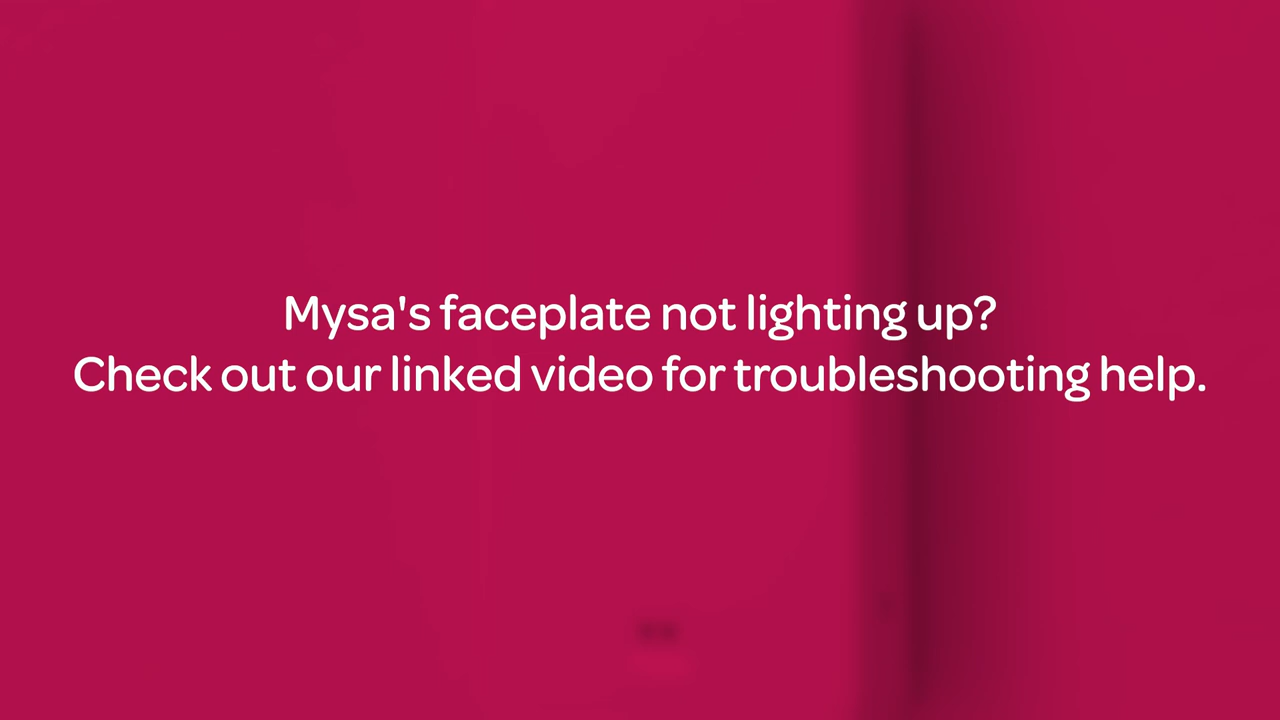 Mysa's faceplate not lighting up?
Check out our linked video for troubleshooting help.